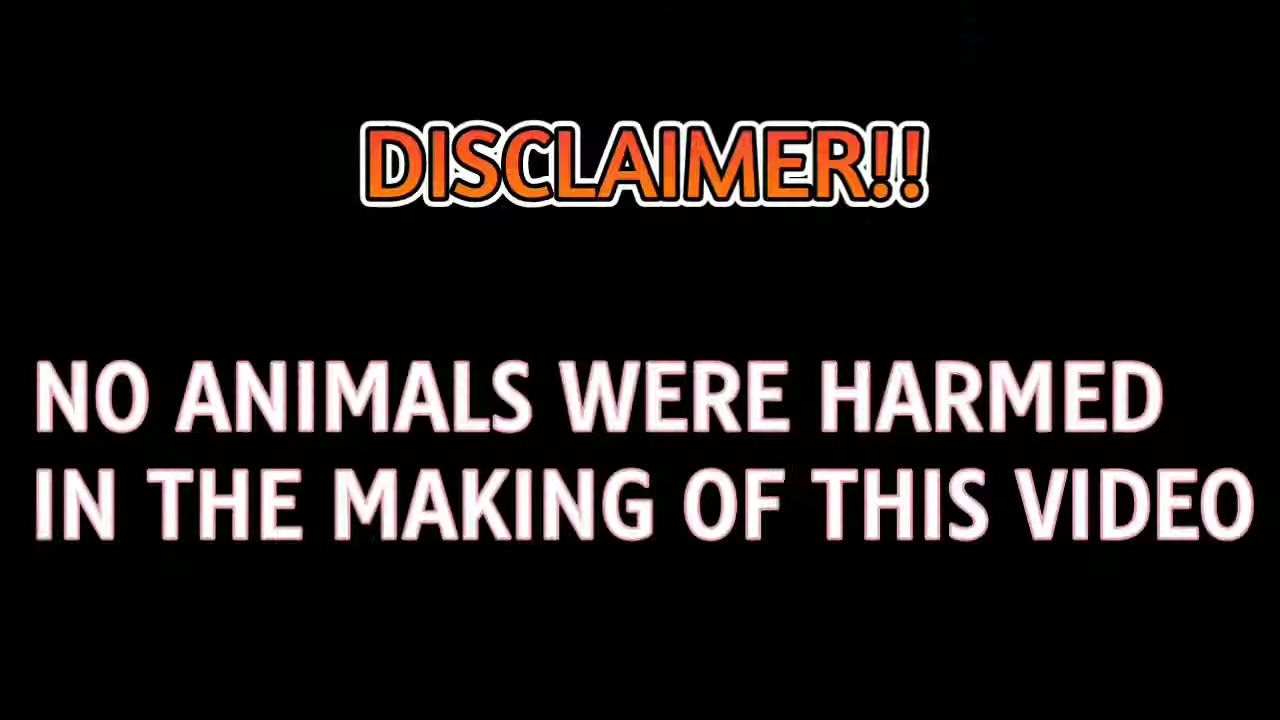 DISCLAIMER!!
NO ANIMALS WERE HARMED
IN THE MAKING OF THIS VIDEO